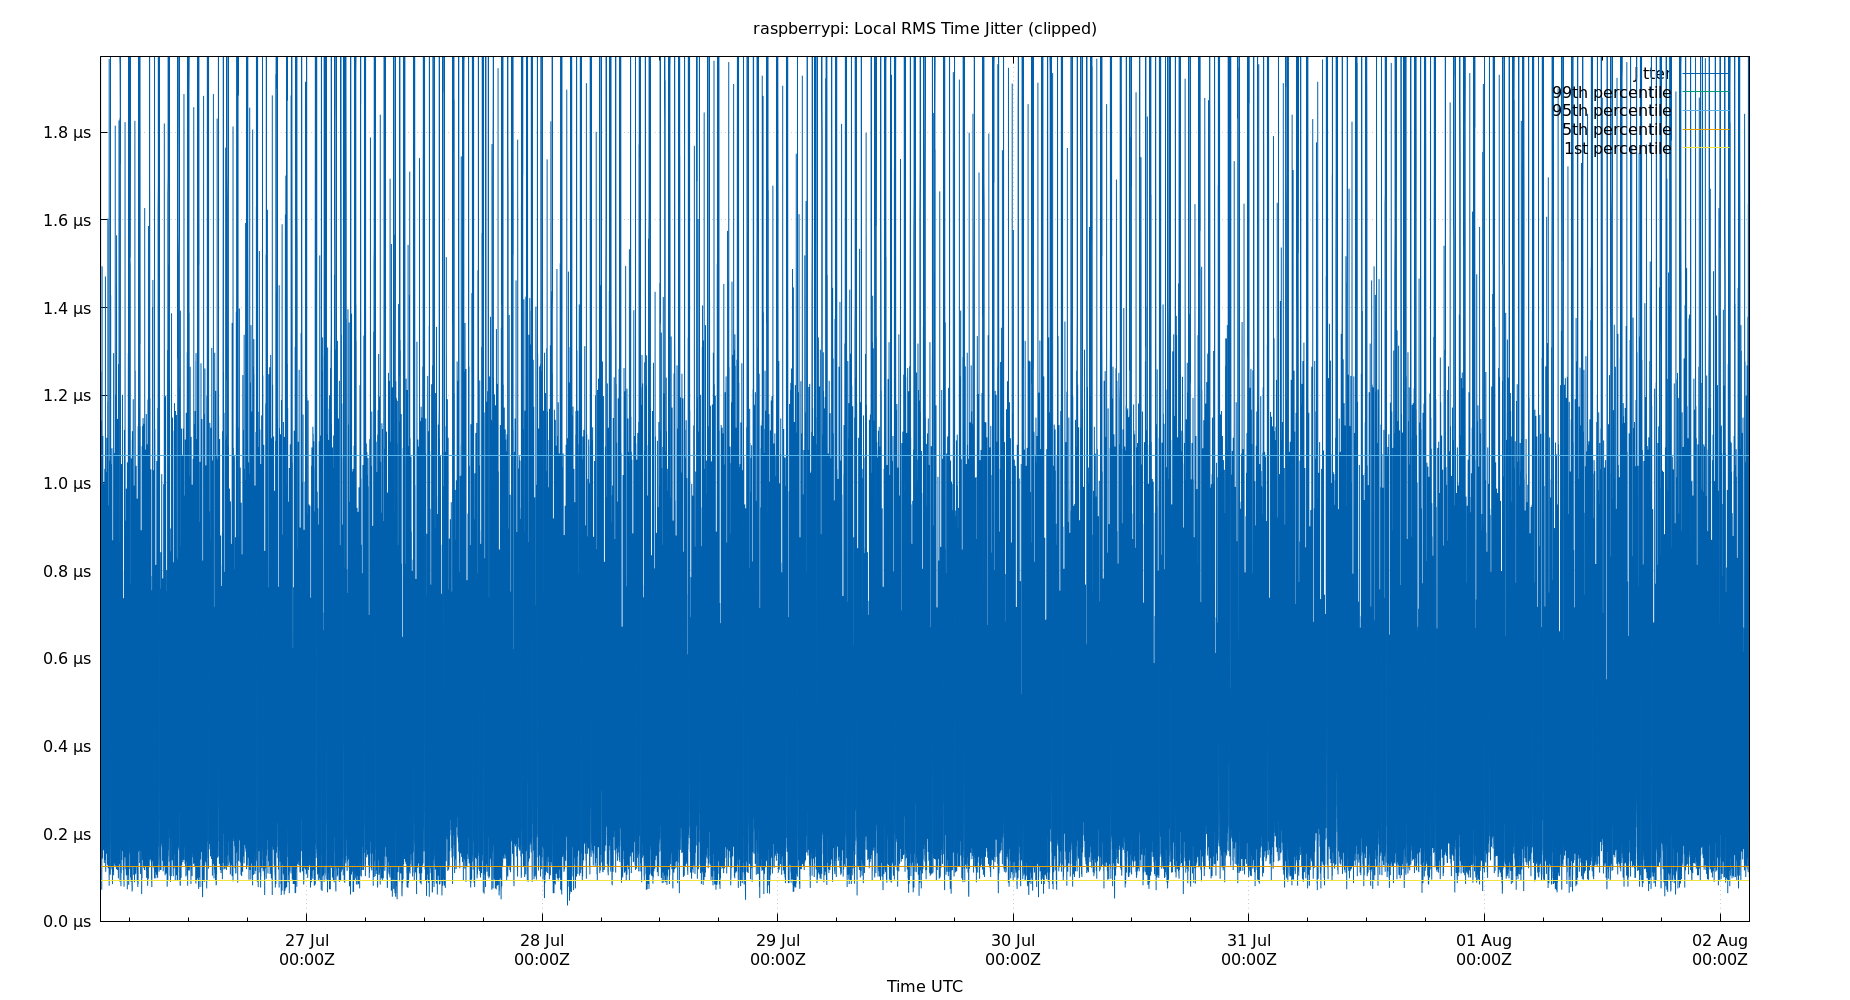 raspberrypi: Local RMS Time Jitter (clipped)
Jitter
99th percentile
95th percentile
5th percentile
1st percentile
1.8 µs
1.6 µs
1.4 µs
1.2 µs
1.0 µs
0.8 µs
0.6 µs
0.4 µs
0.2 µs
0.0 µs
27 Jul 28 Jul 29 Jul 30 Jul 31 Jul 01 Aug 02 Aug
00:00Z 00:00Z 00:00Z 00:00Z 00:00Z 00:00Z 00:00Z
Time UTC